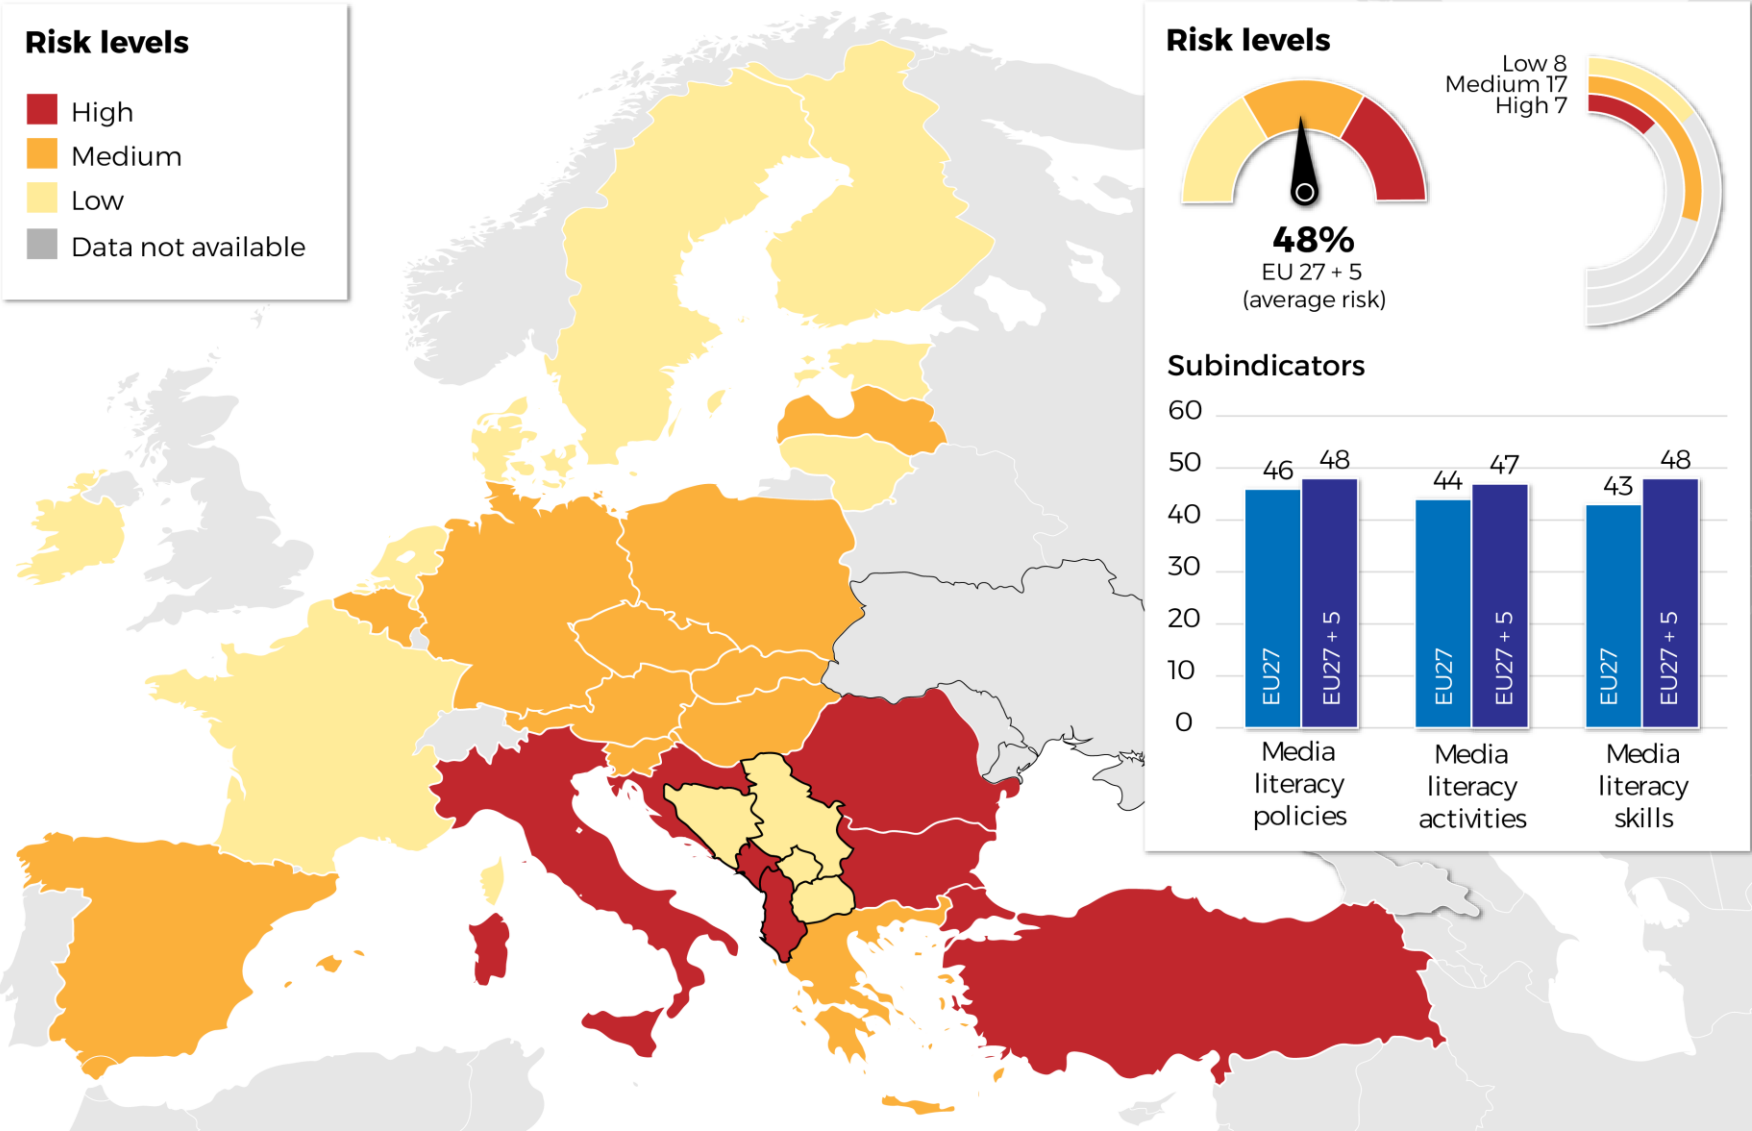 Risk levels
High
Medium
Low
Data not available
Risk levels
48%
EU 27 + 5
(average risk)
Low 8
Medium 17
High 7
Subindicators
60
50
40
30
20
10
0
46
48
44
47
43
48
EU27
EU27 + 5
EU27
EU27 + 5
EU27
EU27 + 5
Media
literacy
policies
Media
literacy
activities
Media
literacy
skills